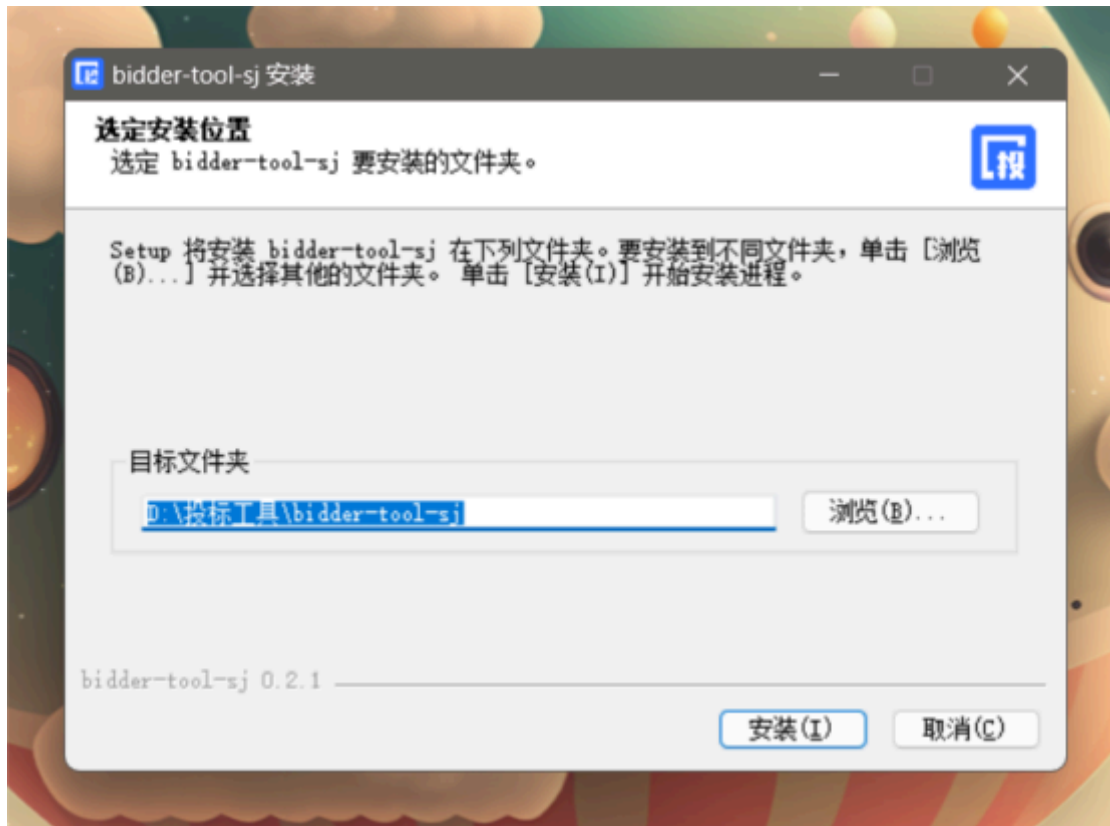 bidder-tool-sj 安装
选定安装位置
选定 bidder-tool-sj 要安装的文件夹。
投
Setup 将安装 bidder-tool-sj 在下列文件夹。要安装到不同文件夹，单击 [浏览
(B)...] 并选择其他的文件夹。 单击 [安装(I)] 开始安装进程。
目标文件夹
D:\投标工具\bidder-tool-sj
浏览(B)...
bidder-tool-sj 0.2.1
安装(I)
取消(C)